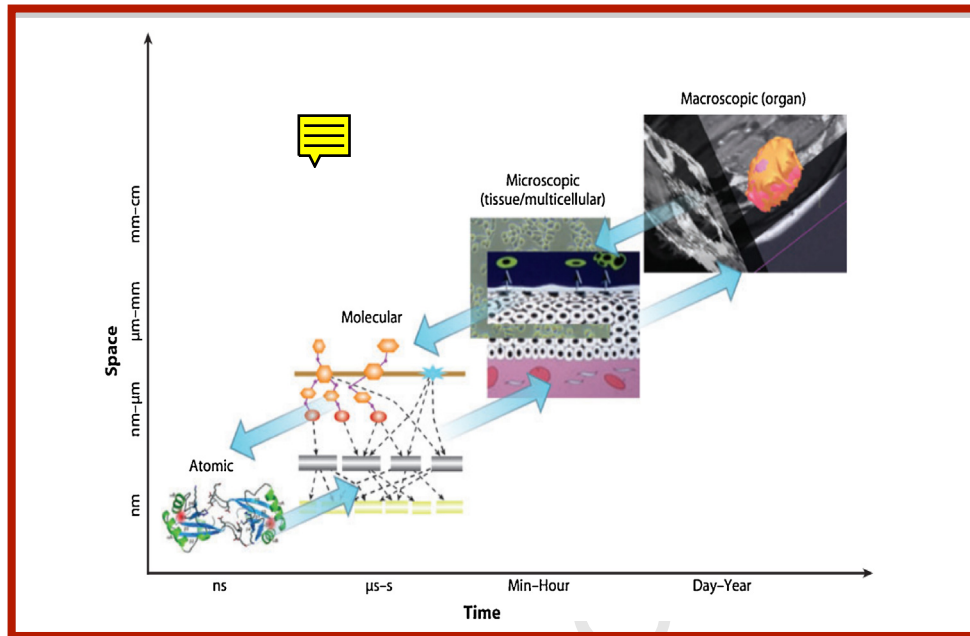 Macroscopic (organ)
Microscopic
(tissue/multicellular)
Molecular
Atomic
Space
mm–cm
μm–mm
nm–μm
nm
ns
μs–s
Min–Hour
Day–Year
Time